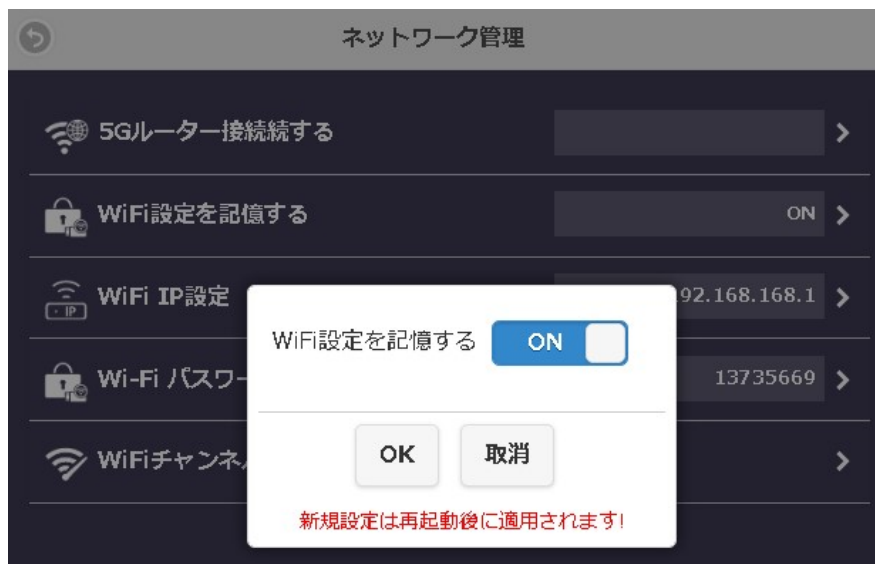 ネットワーク管理
5Gルーター接続続する
WiFi設定を記憶する
ON
WiFi IP設定
92.168.168.1
WiFi設定を記憶する
ON
Wi-Fi パスワー
13735669
OK
取消
WiFiチャンネ
新規設定は再起動後に適用されます!